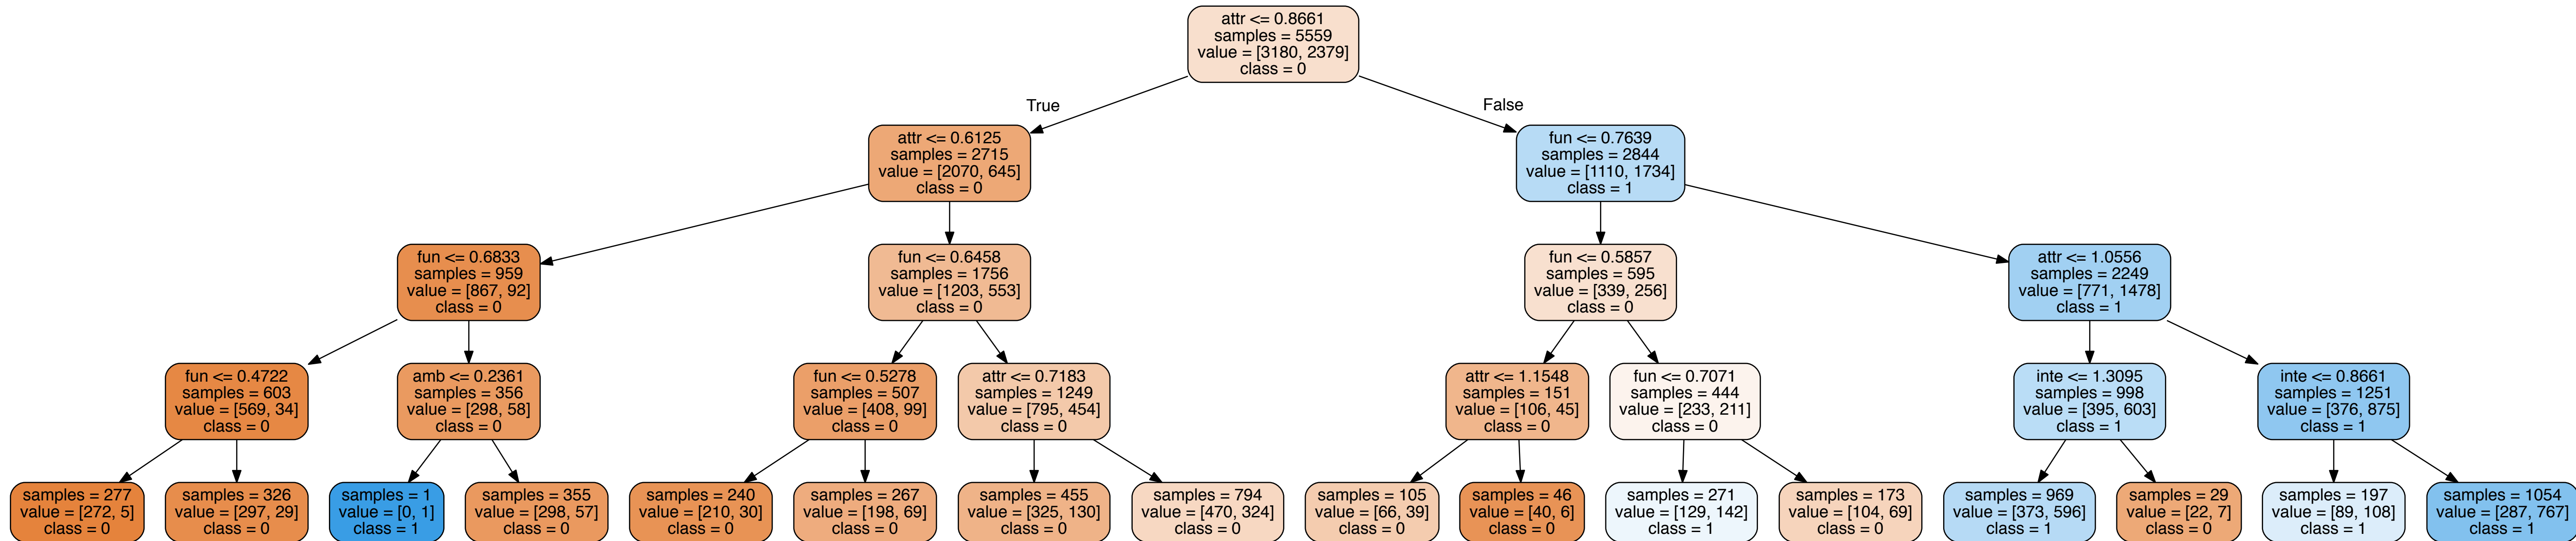 attr <= 0.8661
samples = 5559
value = [3180, 2379]
class = 0
True
False
attr <= 0.6125
samples = 2715
value = [2070, 645]
class = 0
fun <= 0.7639
samples = 2844
value = [1110, 1734]
class = 1
fun <= 0.6833
samples = 959
value = [867, 92]
class = 0
fun <= 0.6458
samples = 1756
value = [1203, 553]
class = 0
fun <= 0.5857
samples = 595
value = [339, 256]
class = 0
attr <= 1.0556
samples = 2249
value = [771, 1478]
class = 1
fun <= 0.4722
samples = 603
value = [569, 34]
class = 0
amb <= 0.2361
samples = 356
value = [298, 58]
class = 0
fun <= 0.5278
samples = 507
value = [408, 99]
class = 0
attr <= 0.7183
samples = 1249
value = [795, 454]
class = 0
attr <= 1.1548
samples = 151
value = [106, 45]
class = 0
fun <= 0.7071
samples = 444
value = [233, 211]
class = 0
inte <= 1.3095
samples = 998
value = [395, 603]
class = 1
inte <= 0.8661
samples = 1251
value = [376, 875]
class = 1
samples = 277
value = [272, 5]
class = 0
samples = 326
value = [297, 29]
class = 0
samples = 1
value = [0, 1]
class = 1
samples = 355
value = [298, 57]
class = 0
samples = 240
value = [210, 30]
class = 0
samples = 267
value = [198, 69]
class = 0
samples = 455
value = [325, 130]
class = 0
samples = 794
value = [470, 324]
class = 0
samples = 105
value = [66, 39]
class = 0
samples = 46
value = [40, 6]
class = 0
samples = 271
value = [129, 142]
class = 1
samples = 173
value = [104, 69]
class = 0
samples = 969
value = [373, 596]
class = 1
samples = 29
value = [22, 7]
class = 0
samples = 197
value = [89, 108]
class = 1
samples = 1054
value = [287, 767]
class = 1